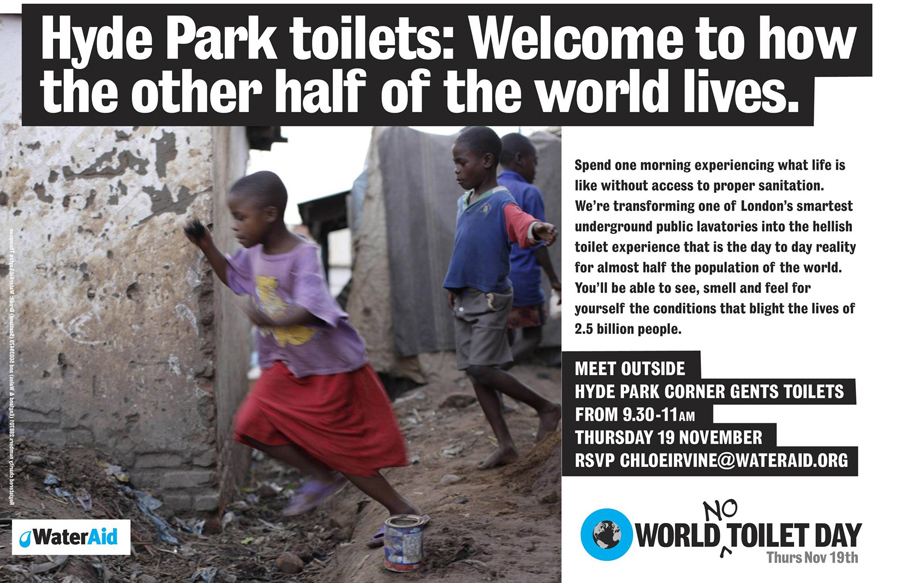 Hyde Park toilets: Welcome to how
the other half of the world lives.
Spend one morning experiencing what life is
like without access to proper sanitation.
We're transforming one of London's smartest
underground public lavatories into the hellish
toilet experience that is the day to day reality
for almost half the population of the world.
You'll be able to see, smell and feel for
yourself the conditions that blight the lives of
2.5 billion people.
MEET OUTSIDE
HYDE PARK CORNER GENTS TOILETS
FROM 9.30-11AM
THURSDAY 19 NOVEMBER
RSVP CHLOEIRVINE@WATERAID.ORG
NO
WORLD TOILET DAY
Thurs Nov 19th
WaterAid